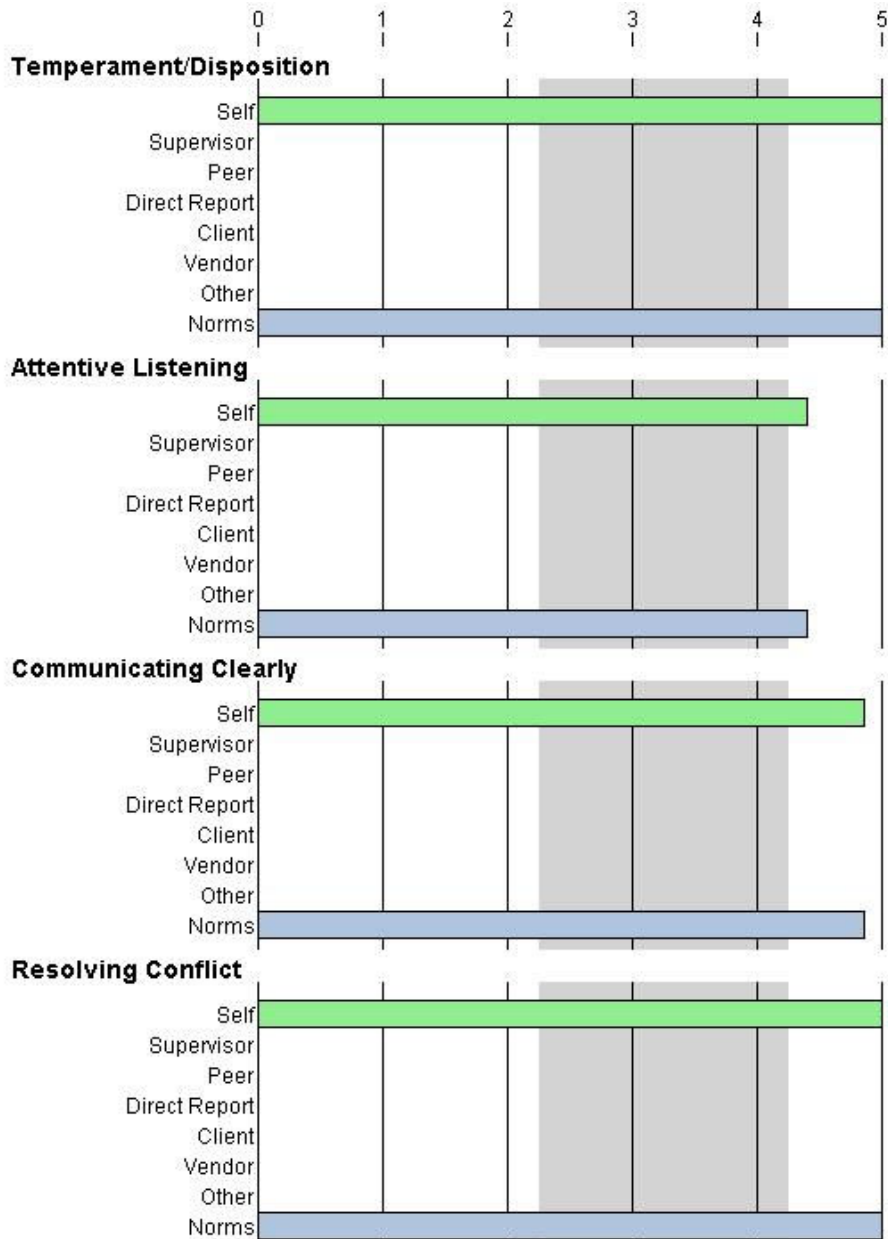 0 1 2 3 4 5
Temperament/Disposition
Self
Supervisor
Peer
Direct Report
Client
Vendor
Other
Norms
Attentive Listening
Self
Supervisor
Peer
Direct Report
Client
Vendor
Other
Norms
Communicating Clearly
Self
Supervisor
Peer
Direct Report
Client
Vendor
Other
Norms
Resolving Conflict
Self
Supervisor
Peer
Direct Report
Client
Vendor
Other
Norms